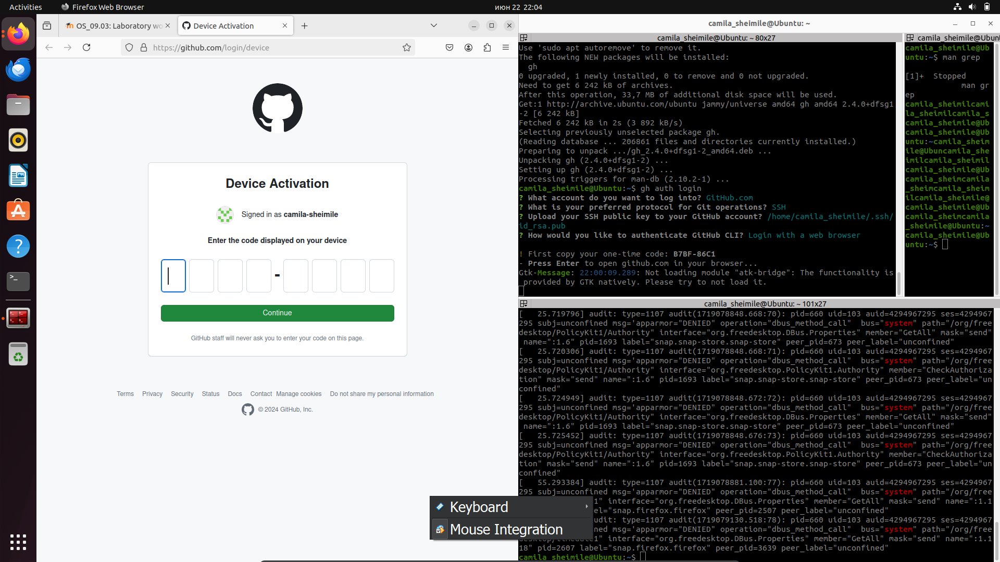 Activities
Firefox Web Browser
июн 22 22:04
OS_09.03: Laboratory wo
Device Activation
https://github.com/login/device
Device Activation
Signed in as camila-sheimile
Enter the code displayed on your device
-
Continue
GitHub staff will never ask you to enter your code on this page.
Terms Privacy Security Status Docs Contact Manage cookies Do not share my personal information
© 2024 GitHub, Inc.
camila_sheimile@Ubuntu: ~
camila_sheimile@Ubuntu: ~ 80x27
Use 'sudo apt autoremove' to remove it.
The following NEW packages will be installed:
  gh
0 upgraded, 1 newly installed, 0 to remove and 0 not upgraded.
Need to get 6 242 kB of archives.
After this operation, 33,7 MB of additional disk space will be used.
Get:1 http://archive.ubuntu.com/ubuntu jammy/universe amd64 gh amd64 2.4.0+dfsg1
-2 [6 242 kB]
Fetched 6 242 kB in 2s (3 892 kB/s)
Selecting previously unselected package gh.
(Reading database ... 206861 files and directories currently installed.)
Preparing to unpack .../gh_2.4.0+dfsg1-2_amd64.deb ...
Unpacking gh (2.4.0+dfsg1-2) ...
Setting up gh (2.4.0+dfsg1-2) ...
Processing triggers for man-db (2.10.2-1) ...
camila_sheimile@Ubuntu:~$ gh auth login
? What account do you want to log into? GitHub.com
? What is your preferred protocol for Git operations? SSH
? Upload your SSH public key to your GitHub account? /home/camila_sheimile/.ssh/
id_rsa.pub
? How would you like to authenticate GitHub CLI? Login with a web browser
! First copy your one-time code: B7BF-86C1
- Press Enter to open github.com in your browser...
Gtk-Message: 22:00:09.289: Not loading module "atk-bridge": The functionality is
 provided by GTK natively. Please try to not load it.
camila_sheimile@Ubunt
camila_sheimile@Ub
untu:~$ man grep
[1]+  Stopped
            man gr
ep
camila_sheimilcami
la_sheimilcamila_s
camila_sheimile@Ub
camila_sheimile@Ub
untu:~camila_sheim
ile@Ubuncamila_she
imilcamila_sheimil
camila_sheimile@Ub
camila_sheimcamila
_sheimcamila_sheim
ilcamila_sheimile@
camila_sheimile@Ub
camila_sheimcamila
_sheimile@Ubuntu:~
camila_sheimile@Ub
untu:~$
camila_sheimile@Ubuntu: ~ 101x27
[   25.719796] audit: type=1107 audit(1719078848.668:70): pid=660 uid=103 auid=4294967295 ses=4294967
295 subj=unconfined msg='apparmor="DENIED" operation="dbus_method_call"  bus="system" path="/org/free
desktop/PolicyKit1/Authority" interface="org.freedesktop.DBus.Properties" member="GetAll" mask="send"
 name=":1.6" pid=1693 label="snap.snap-store.snap-store" peer_pid=673 peer_label="unconfined"
[   25.720306] audit: type=1107 audit(1719078848.668:71): pid=660 uid=103 auid=4294967295 ses=4294967
295 subj=unconfined msg='apparmor="DENIED" operation="dbus_method_call"  bus="system" path="/org/free
desktop/PolicyKit1/Authority" interface="org.freedesktop.PolicyKit1.Authority" member="CheckAuthoriza
tion" mask="send" name=":1.6" pid=1693 label="snap.snap-store.snap-store" peer_pid=673 peer_label="un
confined"
[   25.724949] audit: type=1107 audit(1719078848.672:72): pid=660 uid=103 auid=4294967295 ses=4294967
295 subj=unconfined msg='apparmor="DENIED" operation="dbus_method_call"  bus="system" path="/org/free
desktop/PolicyKit1/Authority" interface="org.freedesktop.DBus.Properties" member="GetAll" mask="send"
 name=":1.6" pid=1693 label="snap.snap-store.snap-store" peer_pid=673 peer_label="unconfined"
[   25.725452] audit: type=1107 audit(1719078848.676:73): pid=660 uid=103 auid=4294967295 ses=4294967
295 subj=unconfined msg='apparmor="DENIED" operation="dbus_method_call"  bus="system" path="/org/free
desktop/PolicyKit1/Authority" interface="org.freedesktop.PolicyKit1.Authority" member="CheckAuthoriza
tion" mask="send" name=":1.6" pid=1693 label="snap.snap-store.snap-store" peer_pid=673 peer_label="un
confined"
[   55.293384] audit: type=1107 audit(1719078881.100:77): pid=660 uid=103 auid=4294967295 ses=4294967
295 subj=unconfined msg='apparmor="DENIED" operation="dbus_method_call"  bus="system" path="/org/free
1" interface="org.freedesktop.DBus.Properties" member="GetAll" mask="send" name=":1.1
el="snap.firefox.firefox" peer_pid=2507 peer_label="unconfined"
udit: type=1107 audit(1719079130.518:78): pid=660 uid=103 auid=4294967295 ses=4294967
ned msg='apparmor="DENIED" operation="dbus_method_call"  bus="system" path="/org/free
desktop/timedate1" interface="org.freedesktop.DBus.Properties" member="GetAll" mask="send" name=":1.1
18" pid=2607 label="snap.firefox.firefox" peer_pid=3639 peer_label="unconfined"
camila_sheimile@Ubuntu:~$
Keyboard
Mouse Integration